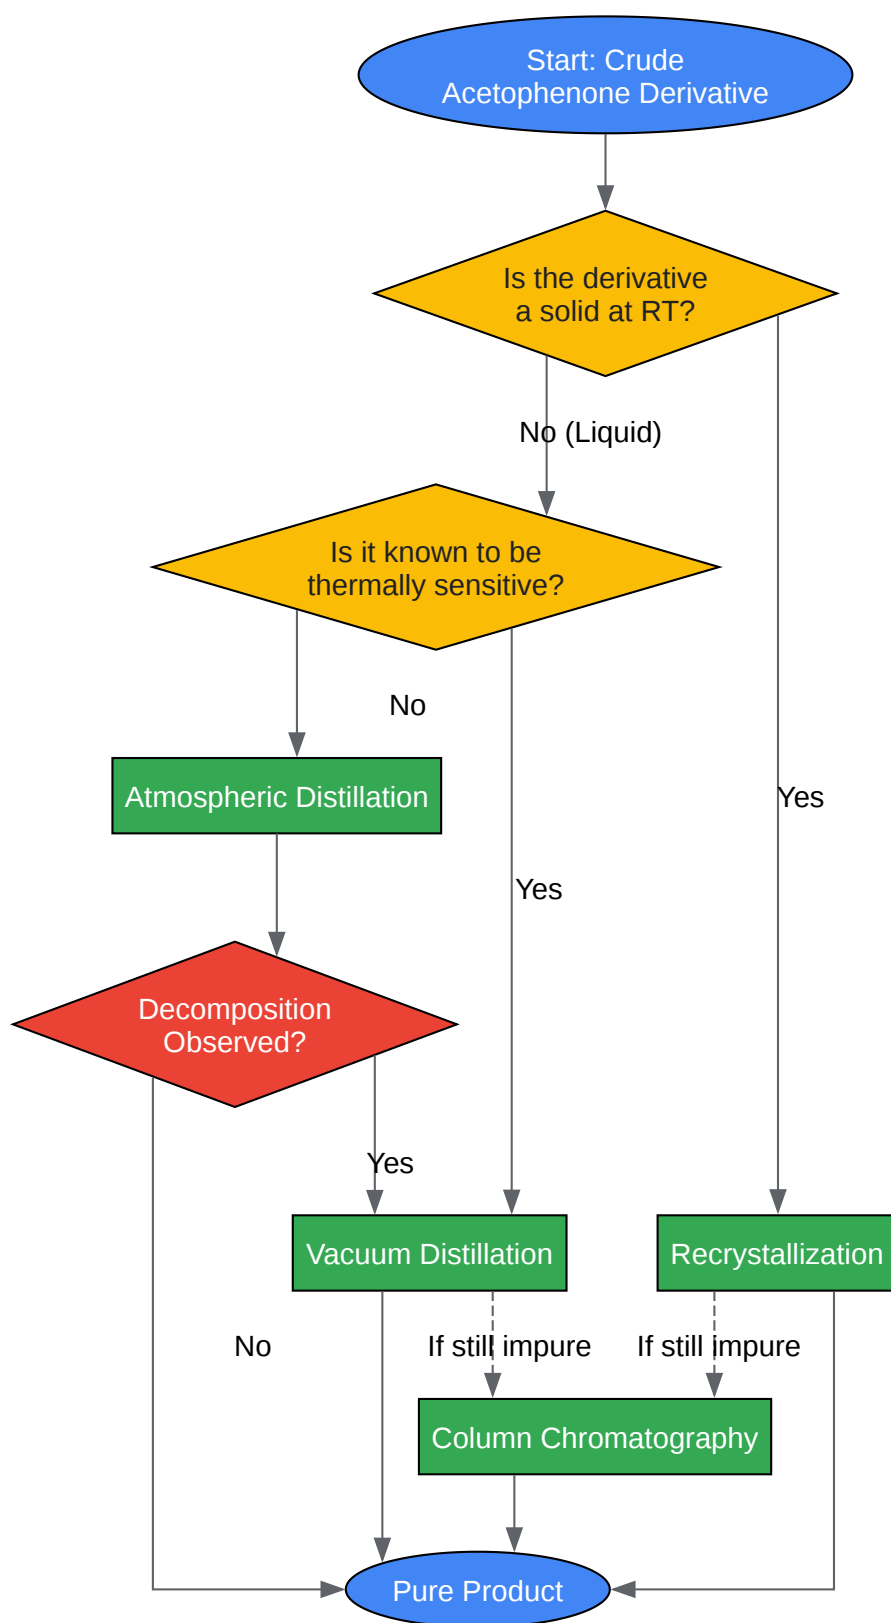 Start: Crude
Acetophenone Derivative
Is the derivative
a solid at RT?
No (Liquid)
Is it known to be
thermally sensitive?
No
Atmospheric Distillation
Yes
Yes
Decomposition
Observed?
Yes
Vacuum Distillation
Recrystallization
No
If still impure
If still impure
Column Chromatography
Pure Product